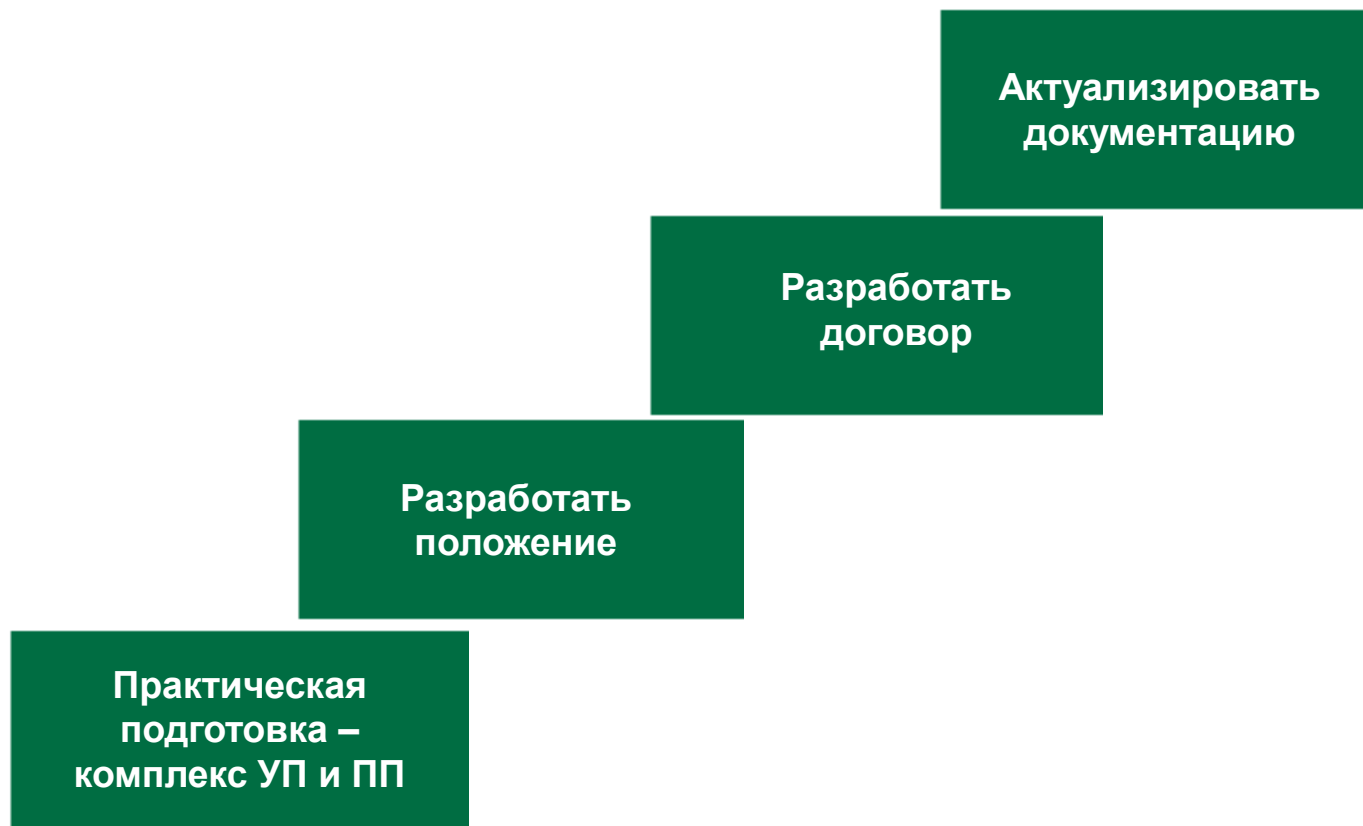 Актуализировать
документацию
Разработать
договор
Разработать
положение
Практическая
подготовка –
комплекс УП и ПП